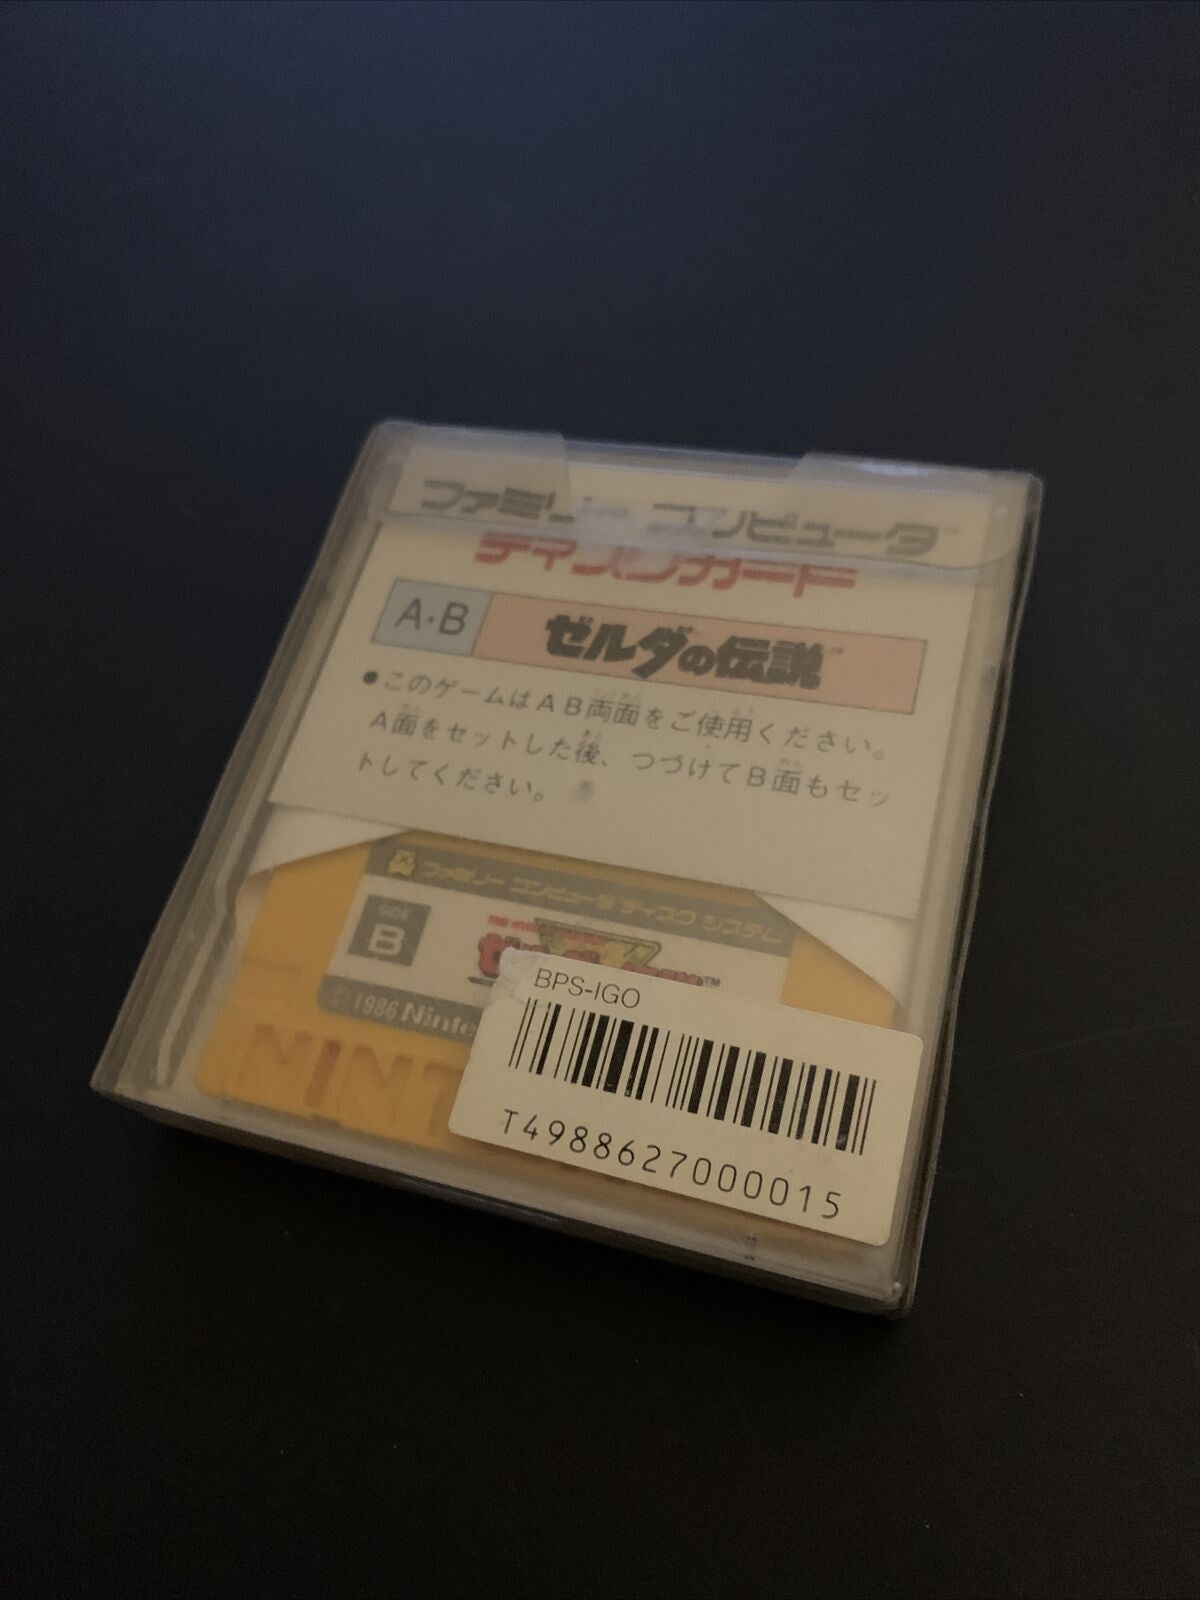 ファミリー コンピュータ™
ディスクカード
A·B
ゼルダの伝説™
●このゲームはAB両面をご使用ください。
A面をセットした後、つづけてB面もセッ
トしてください。
ファミリー コンピュータ ディスク システム
SIDE
B
©1986 Ninte
NINT
BPS-IGO
T4988627000015